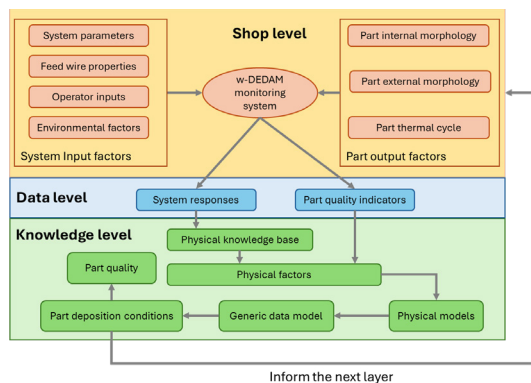 Shop level
System parameters
Feed wire properties
Operator inputs
Environmental factors
System Input factors
w-DEDAM
monitoring
system
Part internal morphology
Part external morphology
Part thermal cycle
Part output factors
Data level
System responses
Part quality indicators
Knowledge level
Physical knowledge base
Part quality
Physical factors
Part deposition conditions
Generic data model
Physical models
Inform the next layer